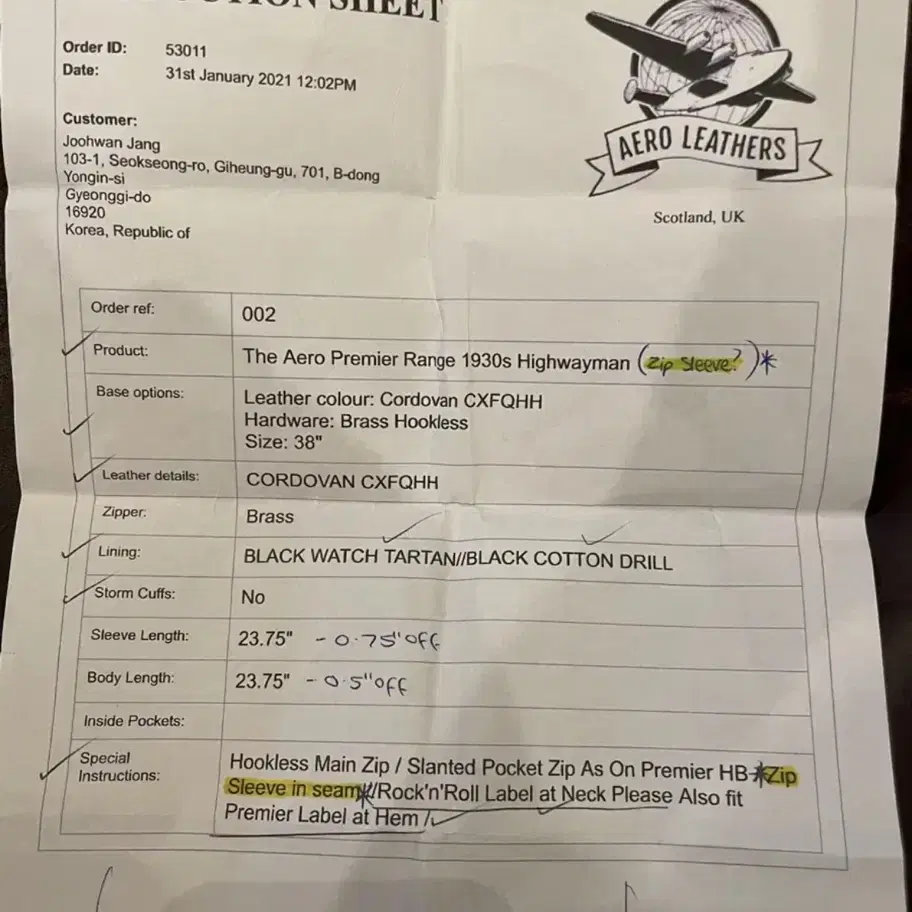 SHEET
Order ID: 53011
Date: 31st January 2021 12:02PM
AERO LEATHERS
Scotland, UK
Customer:
Joohwan Jang
103-1, Seokseong-ro, Giheung-gu, 701, B-dong
Yongin-si
Gyeonggi-do
16920
Korea, Republic of
Order ref: 002
Product: The Aero Premier Range 1930s Highwayman (Zip Sleeve?)*
Base options: Leather colour: Cordovan CXFQHH
Hardware: Brass Hookless
Size: 38"
Leather details: CORDOVAN CXFQHH
Zipper: Brass
Lining: BLACK WATCH TARTAN//BLACK COTTON DRILL
Storm Cuffs: No
Sleeve Length: 23.75" - 0.75" off
Body Length: 23.75" - 0.5" off
Inside Pockets:
Special Instructions: Hookless Main Zip / Slanted Pocket Zip As On Premier HB *Zip
Sleeve in seam*/Rock'n'Roll Label at Neck Please Also fit
Premier Label at Hem /